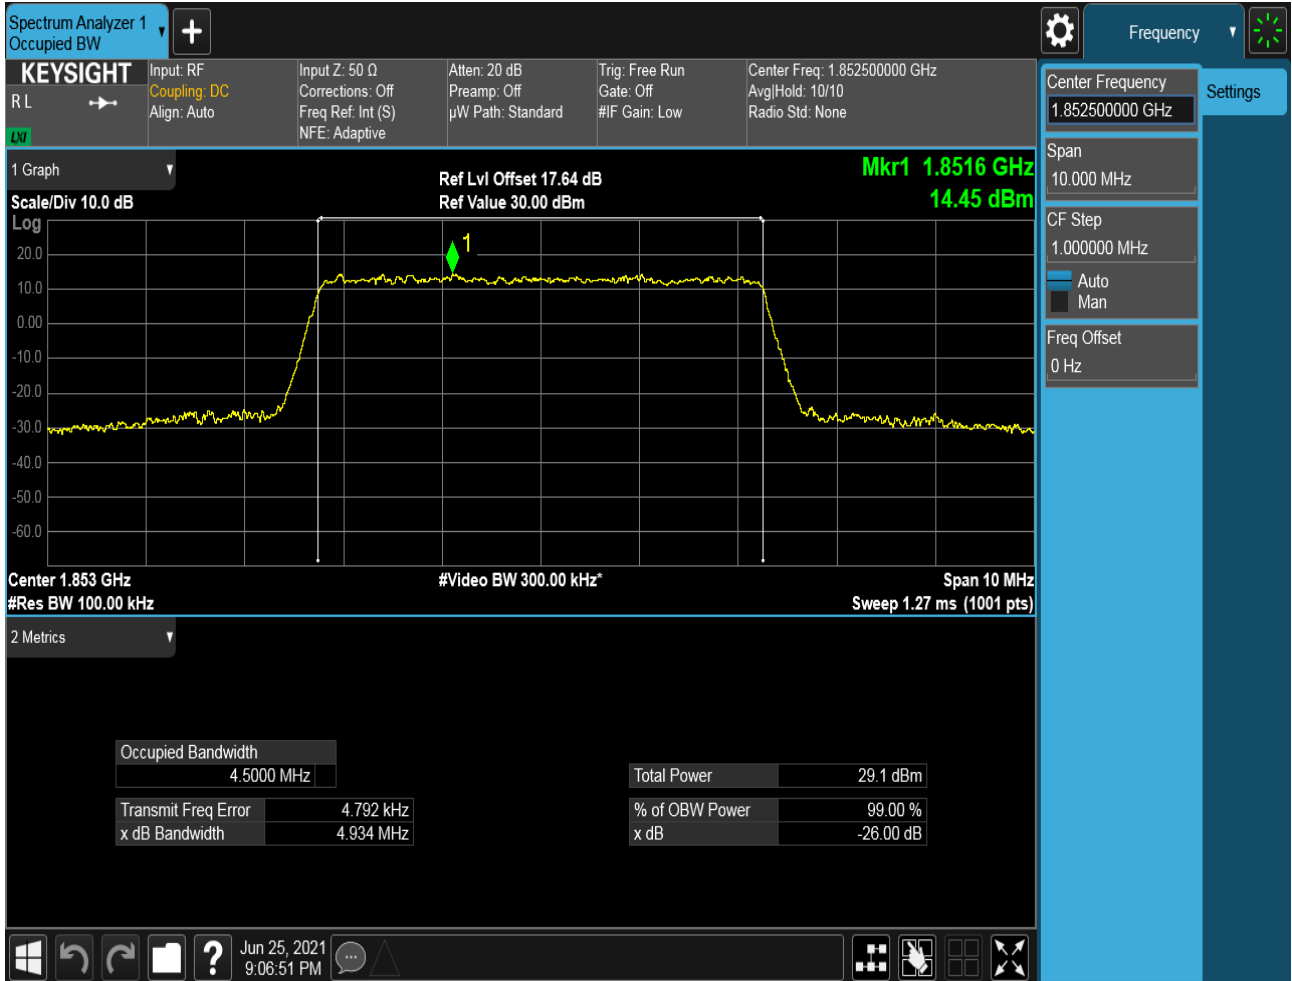 Spectrum Analyzer 1
Occupied BW
Frequency
KEYSIGHT
R L
LXI
Input: RF
Coupling: DC
Align: Auto
Input Z: 50 Ω
Corrections: Off
Freq Ref: Int (S)
NFE: Adaptive
Atten: 20 dB
Preamp: Off
µW Path: Standard
Trig: Free Run
Gate: Off
#IF Gain: Low
Center Freq: 1.852500000 GHz
Avg|Hold: 10/10
Radio Std: None
Center Frequency
1.852500000 GHz
Settings
Span
10.000 MHz
CF Step
1.000000 MHz
Auto
Man
Freq Offset
0 Hz
1 Graph
Scale/Div 10.0 dB
Log
Ref Lvl Offset 17.64 dB
Ref Value 30.00 dBm
Mkr1 1.8516 GHz
14.45 dBm
1
20.0
10.0
0.00
-10.0
-20.0
-30.0
-40.0
-50.0
-60.0
Center 1.853 GHz
#Res BW 100.00 kHz
#Video BW 300.00 kHz*
Span 10 MHz
Sweep 1.27 ms (1001 pts)
2 Metrics
Occupied Bandwidth
4.5000 MHz
Transmit Freq Error 4.792 kHz
x dB Bandwidth 4.934 MHz
Total Power 29.1 dBm
% of OBW Power 99.00 %
x dB -26.00 dB
?
Jun 25, 2021
9:06:51 PM